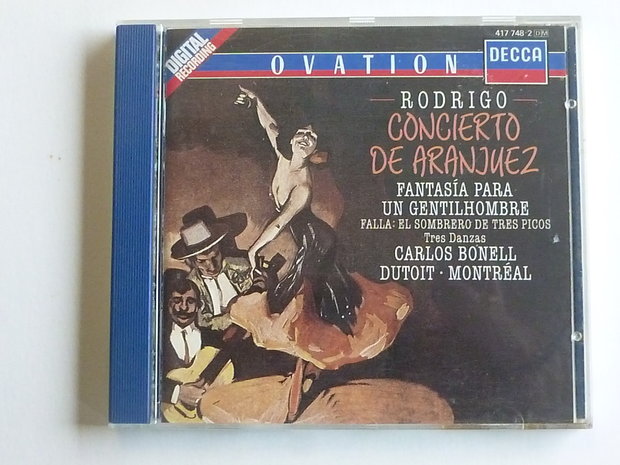 417 748-2 DM
DIGITAL
RECORDING
OVATION
DECCA
RODRIGO
CONCIERTO
DE ARANJUEZ
FANTASÍA PARA
UN GENTILHOMBRE
FALLA: EL SOMBRERO DE TRES PICOS
Tres Danzas
CARLOS BONELL
DUTOIT · MONTRÉAL